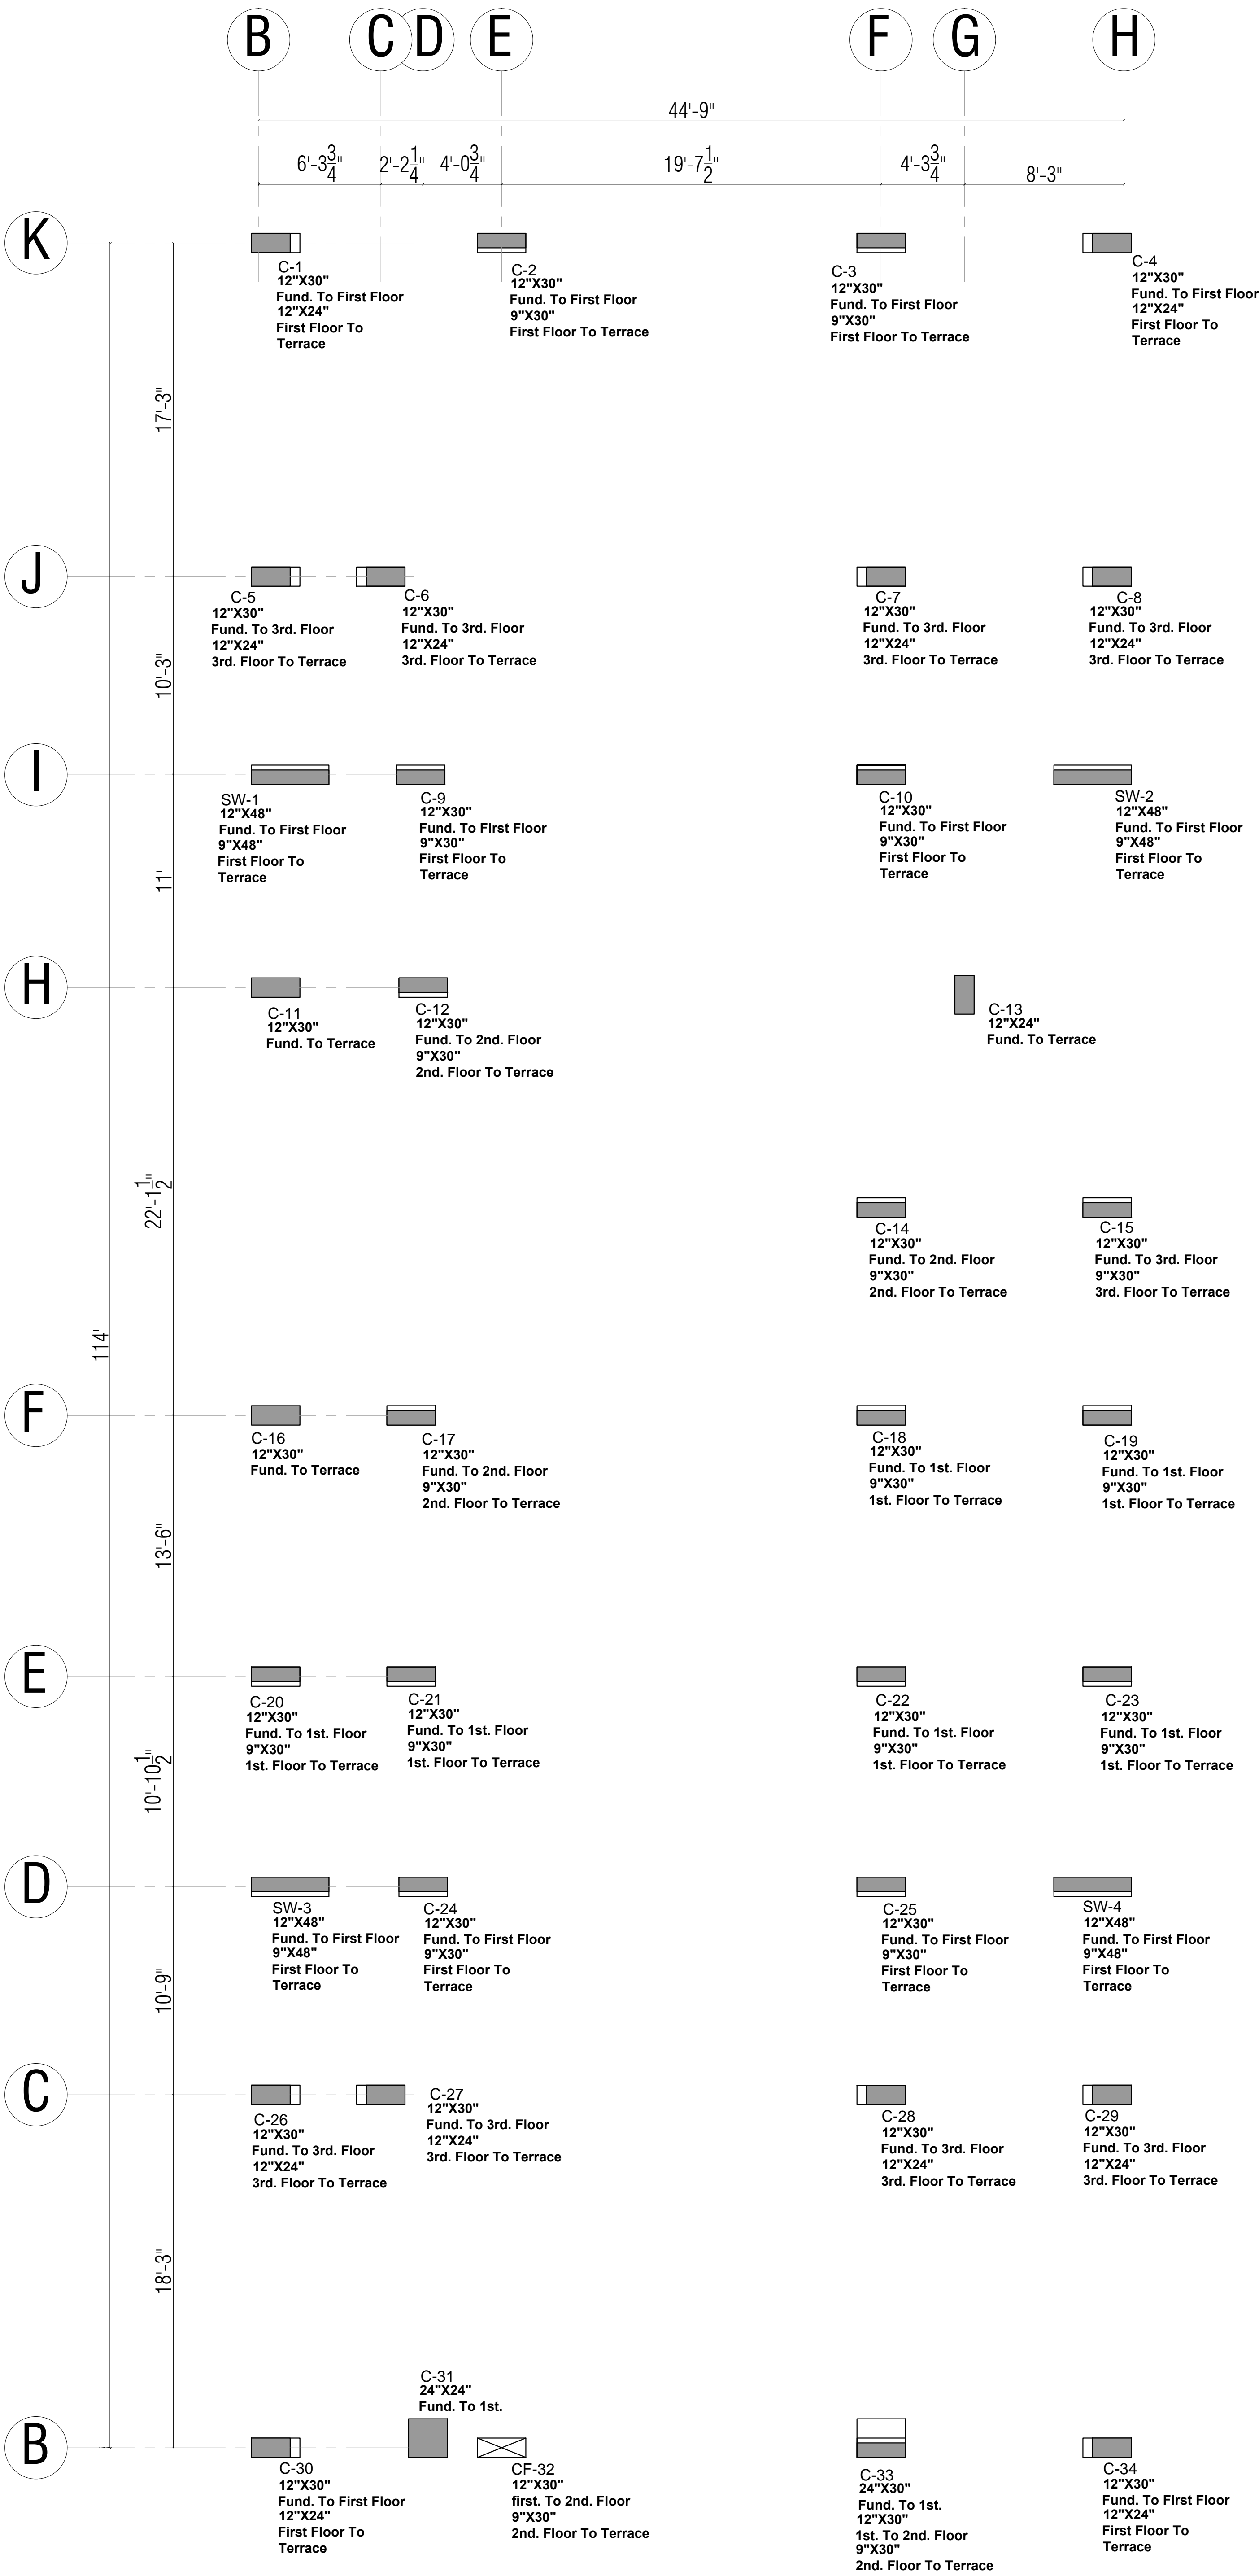 B C D E F G H
44'-9"
6'-3 3/4" 2'-2 1/4" 4'-0 3/4" 19'-7 1/2" 4'-3 3/4" 8'-3"
K
C-1
12"X30"
Fund. To First Floor
12"X24"
First Floor To
Terrace
C-2
12"X30"
Fund. To First Floor
9"X30"
First Floor To Terrace
C-3
12"X30"
Fund. To First Floor
9"X30"
First Floor To Terrace
C-4
12"X30"
Fund. To First Floor
12"X24"
First Floor To
Terrace
17'-3"
J
C-5
12"X30"
Fund. To 3rd. Floor
12"X24"
3rd. Floor To Terrace
C-6
12"X30"
Fund. To 3rd. Floor
12"X24"
3rd. Floor To Terrace
C-7
12"X30"
Fund. To 3rd. Floor
12"X24"
3rd. Floor To Terrace
C-8
12"X30"
Fund. To 3rd. Floor
12"X24"
3rd. Floor To Terrace
10'-3"
I
SW-1
12"X48"
Fund. To First Floor
9"X48"
First Floor To
Terrace
C-9
12"X30"
Fund. To First Floor
9"X30"
First Floor To
Terrace
C-10
12"X30"
Fund. To First Floor
9"X30"
First Floor To
Terrace
SW-2
12"X48"
Fund. To First Floor
9"X48"
First Floor To
Terrace
11'
H
C-11
12"X30"
Fund. To Terrace
C-12
12"X30"
Fund. To 2nd. Floor
9"X30"
2nd. Floor To Terrace
C-13
12"X24"
Fund. To Terrace
22'-1 1/2"
C-14
12"X30"
Fund. To 2nd. Floor
9"X30"
2nd. Floor To Terrace
C-15
12"X30"
Fund. To 3rd. Floor
9"X30"
3rd. Floor To Terrace
114'
F
C-16
12"X30"
Fund. To Terrace
C-17
12"X30"
Fund. To 2nd. Floor
9"X30"
2nd. Floor To Terrace
C-18
12"X30"
Fund. To 1st. Floor
9"X30"
1st. Floor To Terrace
C-19
12"X30"
Fund. To 1st. Floor
9"X30"
1st. Floor To Terrace
13'-6"
E
C-20
12"X30"
Fund. To 1st. Floor
9"X30"
1st. Floor To Terrace
C-21
12"X30"
Fund. To 1st. Floor
9"X30"
1st. Floor To Terrace
C-22
12"X30"
Fund. To 1st. Floor
9"X30"
1st. Floor To Terrace
C-23
12"X30"
Fund. To 1st. Floor
9"X30"
1st. Floor To Terrace
10'-10 1/2"
D
SW-3
12"X48"
Fund. To First Floor
9"X48"
First Floor To
Terrace
C-24
12"X30"
Fund. To First Floor
9"X30"
First Floor To
Terrace
C-25
12"X30"
Fund. To First Floor
9"X30"
First Floor To
Terrace
SW-4
12"X48"
Fund. To First Floor
9"X48"
First Floor To
Terrace
10'-9"
C
C-26
12"X30"
Fund. To 3rd. Floor
12"X24"
3rd. Floor To Terrace
C-27
12"X30"
Fund. To 3rd. Floor
12"X24"
3rd. Floor To Terrace
C-28
12"X30"
Fund. To 3rd. Floor
12"X24"
3rd. Floor To Terrace
C-29
12"X30"
Fund. To 3rd. Floor
12"X24"
3rd. Floor To Terrace
18'-3"
C-31
24"X24"
Fund. To 1st.
B
C-30
12"X30"
Fund. To First Floor
12"X24"
First Floor To
Terrace
CF-32
12"X30"
first. To 2nd. Floor
9"X30"
2nd. Floor To Terrace
C-33
24"X30"
Fund. To 1st.
12"X30"
1st. To 2nd. Floor
9"X30"
2nd. Floor To Terrace
C-34
12"X30"
Fund. To First Floor
12"X24"
First Floor To
Terrace